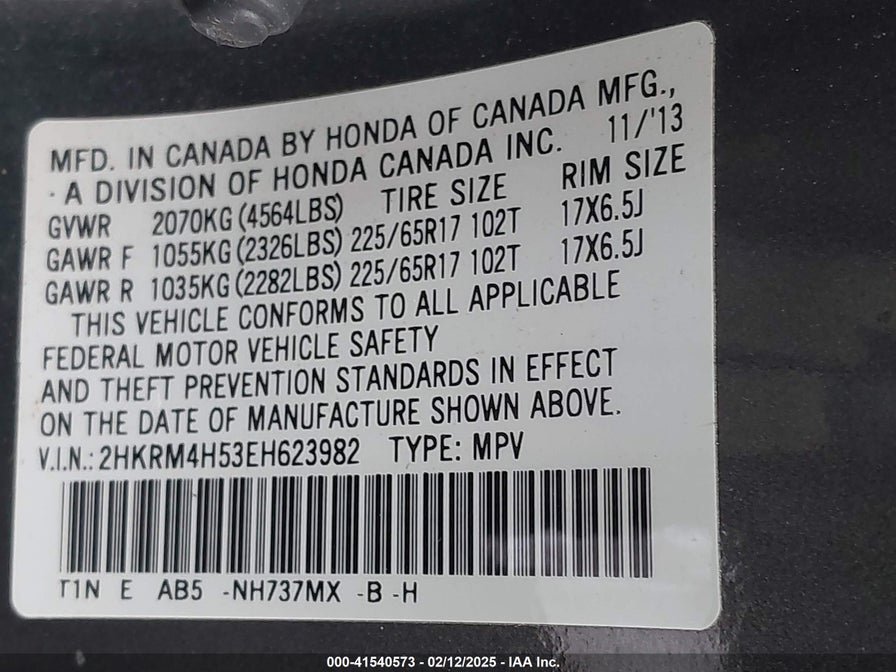 MFD. IN CANADA BY HONDA OF CANADA MFG.,
· A DIVISION OF HONDA CANADA INC. 11/'13
GVWR 2070KG (4564LBS) TIRE SIZE RIM SIZE
GAWR F 1055KG (2326LBS) 225/65R17 102T 17X6.5J
GAWR R 1035KG (2282LBS) 225/65R17 102T 17X6.5J
THIS VEHICLE CONFORMS TO ALL APPLICABLE
FEDERAL MOTOR VEHICLE SAFETY
AND THEFT PREVENTION STANDARDS IN EFFECT
ON THE DATE OF MANUFACTURE SHOWN ABOVE.
V.I.N.: 2HKRM4H53EH623982 TYPE: MPV
T1N E AB5 -NH737MX -B -H
000-41540573 - 02/12/2025 - IAA Inc.